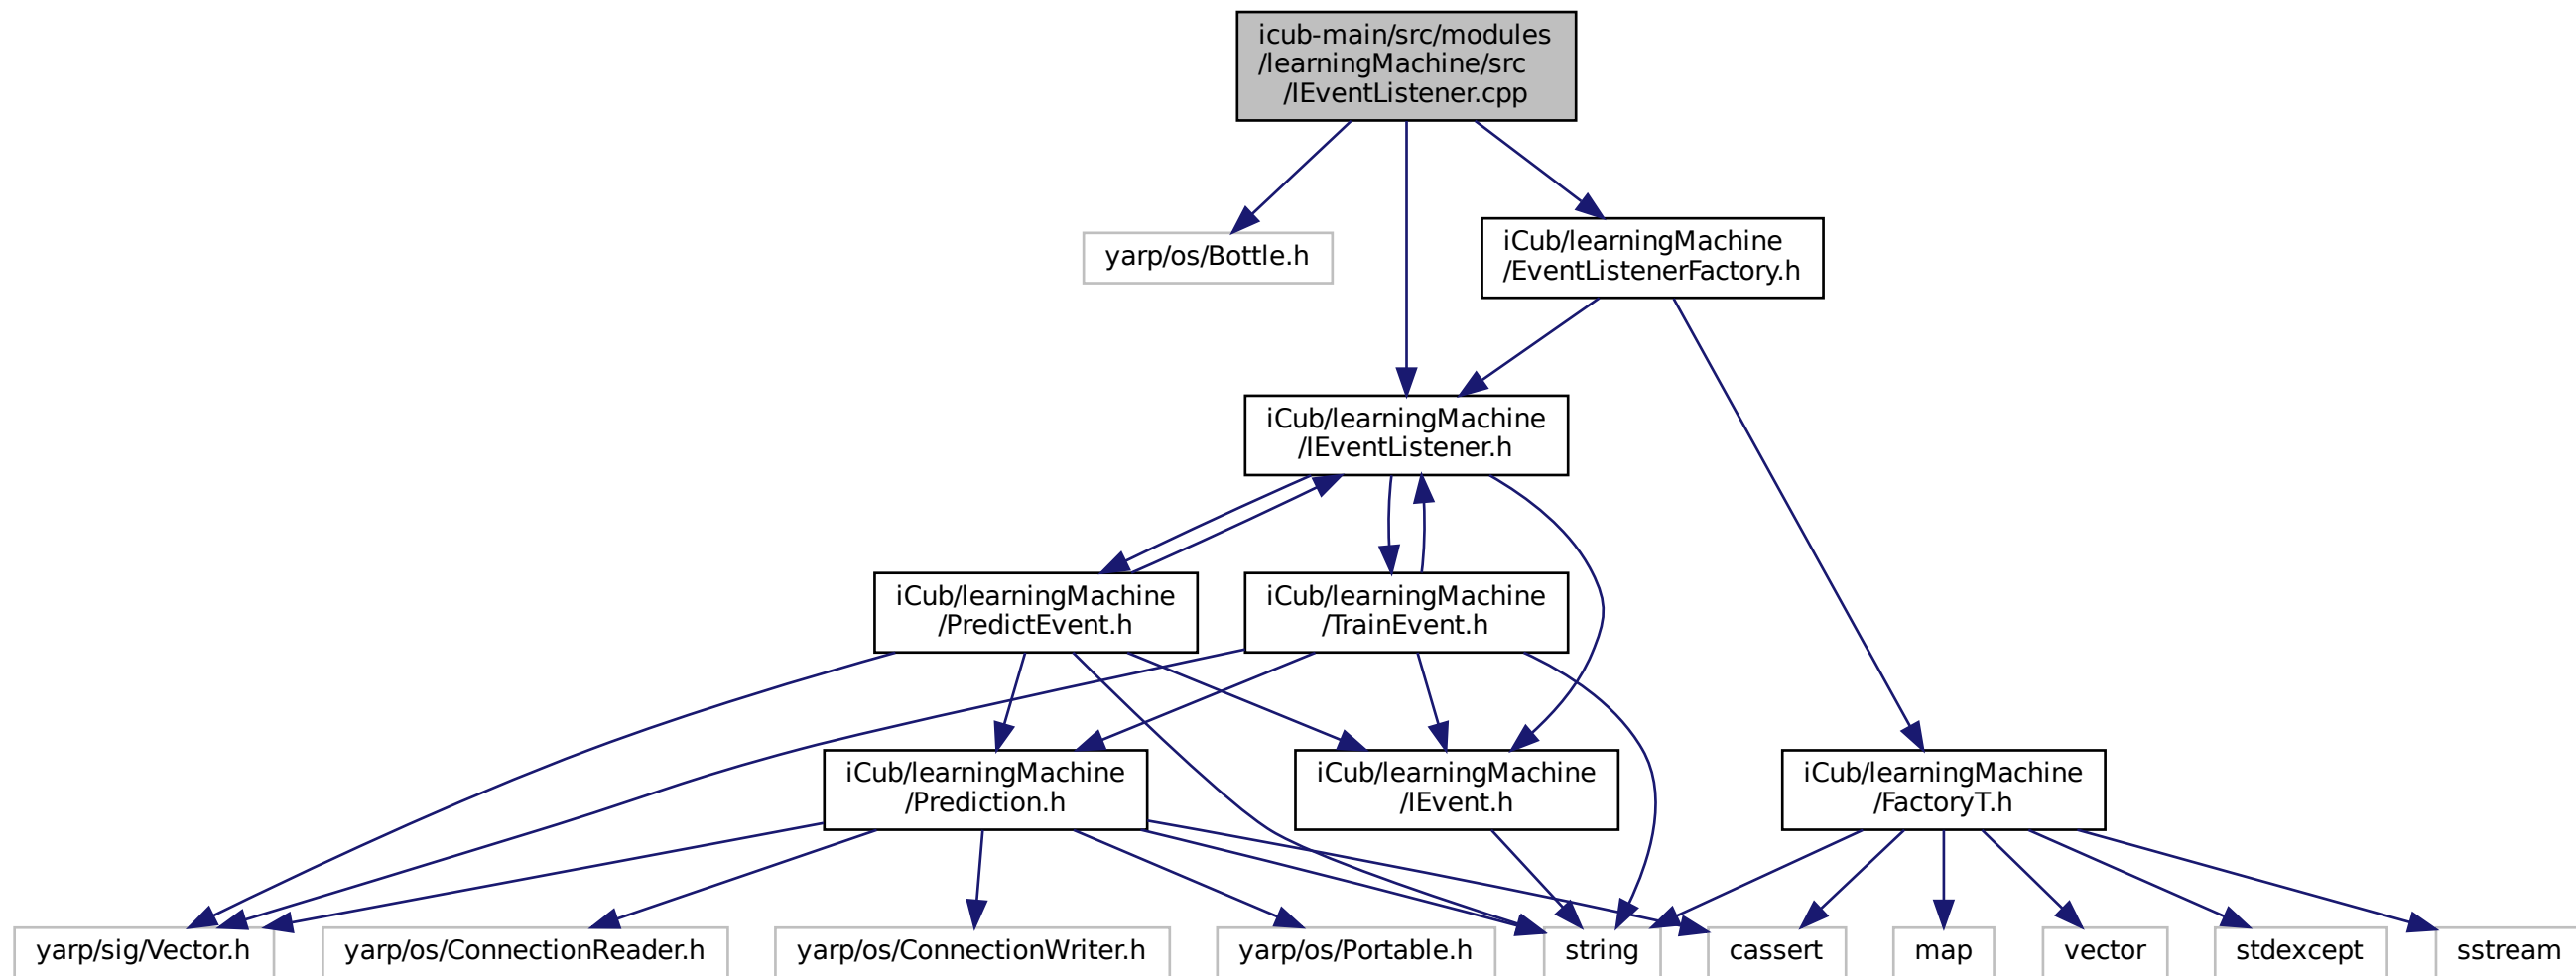 icub-main/src/modules
/learningMachine/src
/IEventListener.cpp
yarp/os/Bottle.h
iCub/learningMachine
/EventListenerFactory.h
iCub/learningMachine
/IEventListener.h
iCub/learningMachine
/PredictEvent.h
iCub/learningMachine
/TrainEvent.h
iCub/learningMachine
/Prediction.h
iCub/learningMachine
/IEvent.h
iCub/learningMachine
/FactoryT.h
yarp/sig/Vector.h
yarp/os/ConnectionReader.h
yarp/os/ConnectionWriter.h
yarp/os/Portable.h
string
cassert
map
vector
stdexcept
sstream